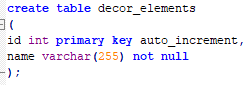 create table decor_elements
(
id int primary key auto_increment,
name varchar(255) not null
);